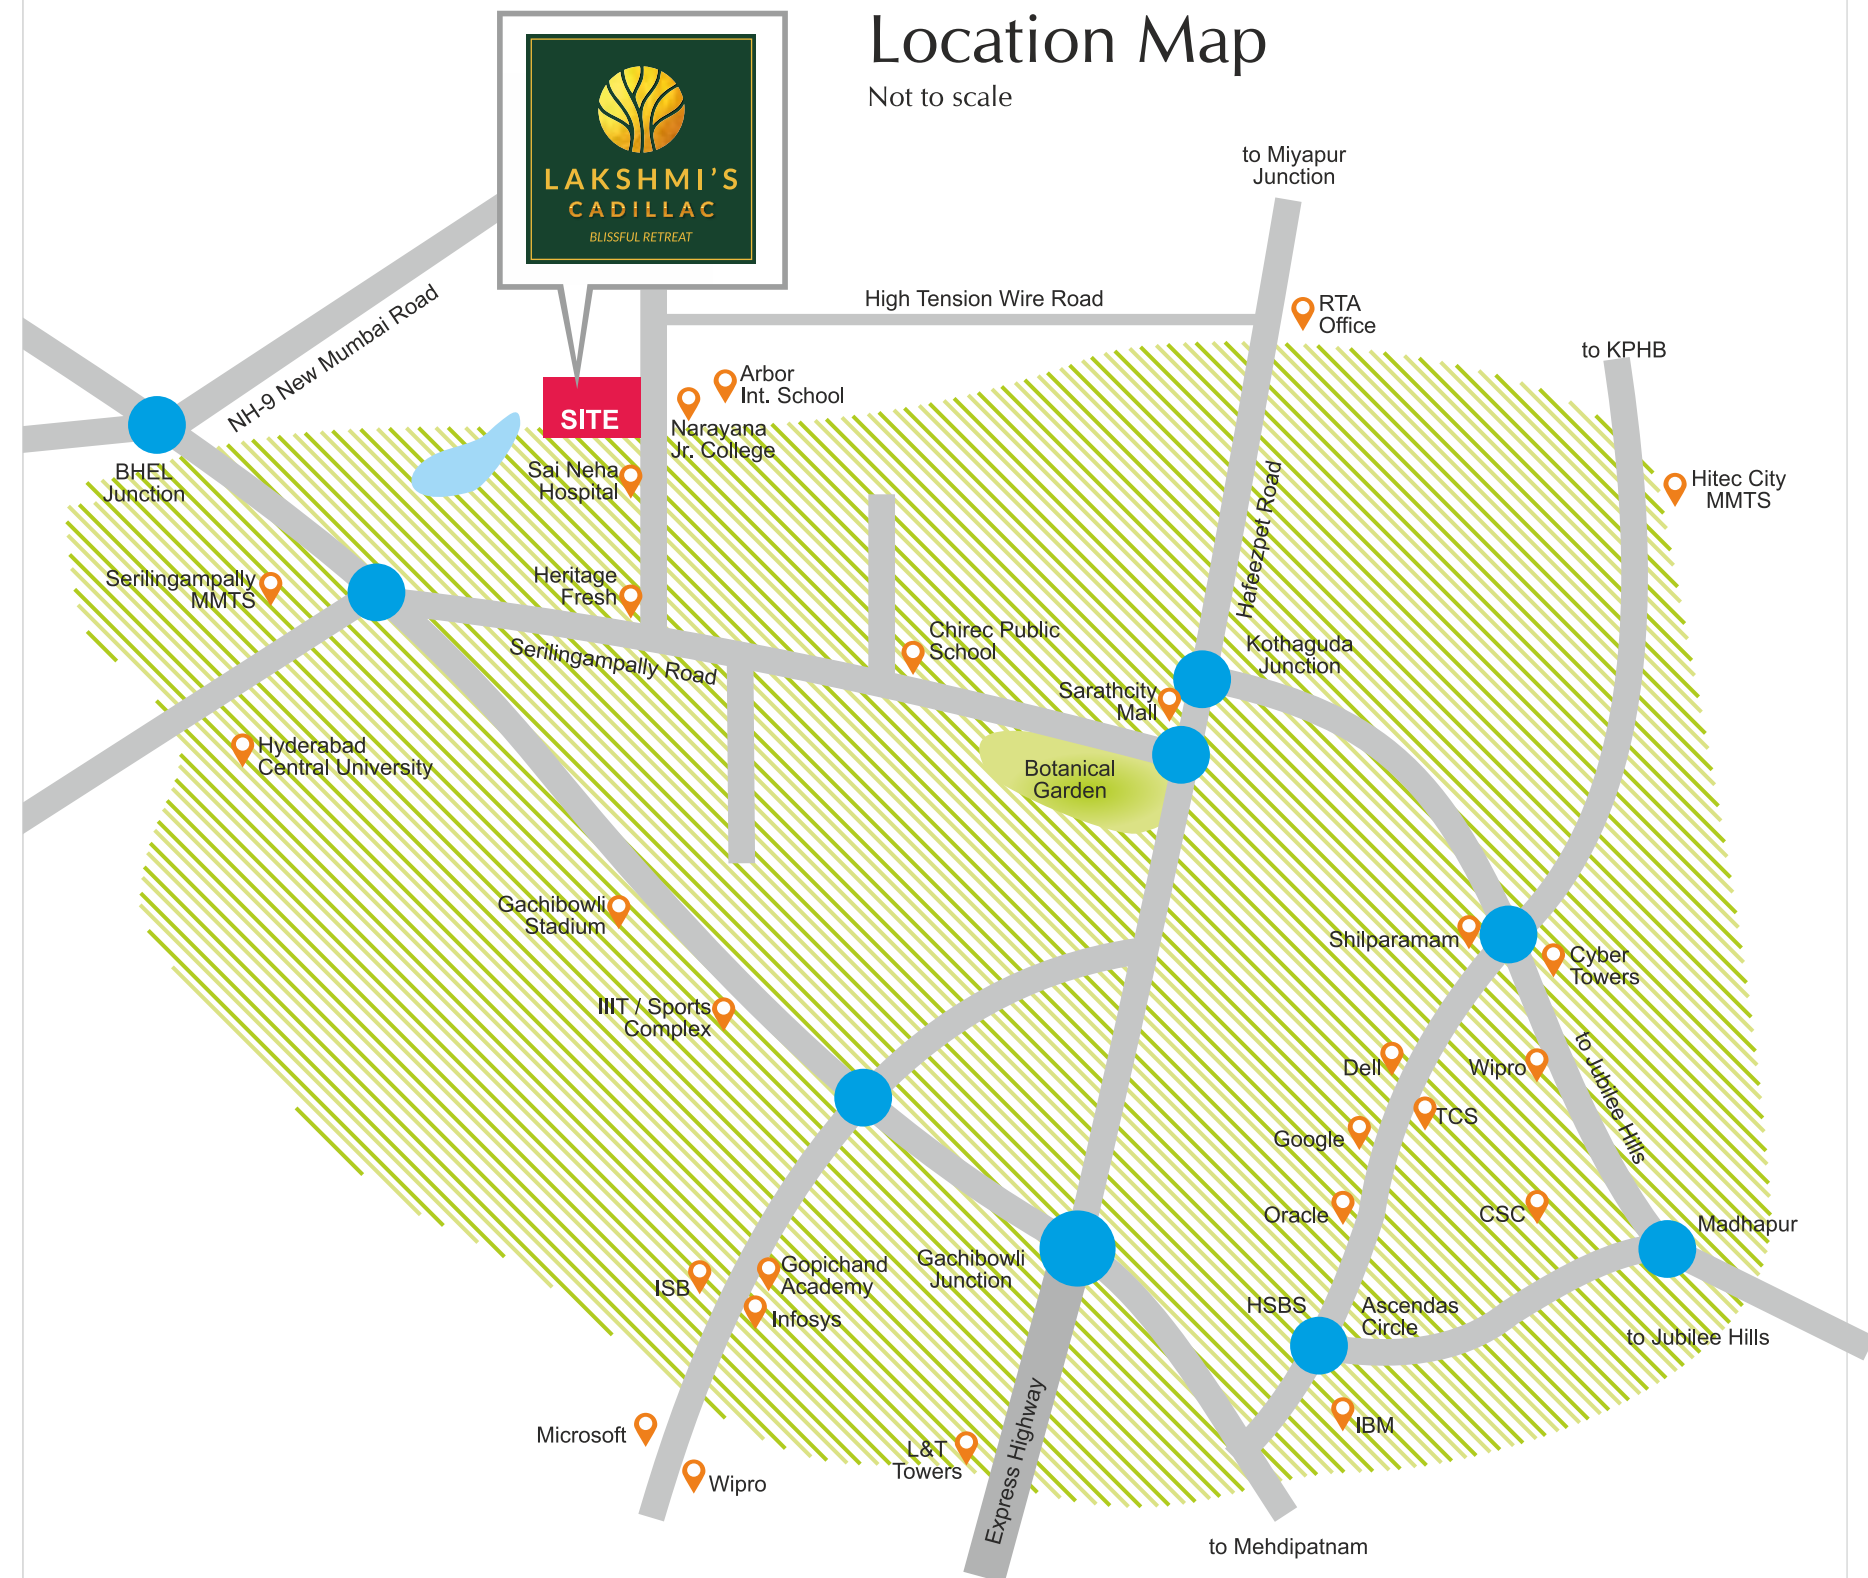 Location Map
Not to scale
LAKSHMI'S
CADILLAC
BLISSFUL RETREAT
to Miyapur
Junction
High Tension Wire Road
RTA
Office
NH-9 New Mumbai Road
to KPHB
Arbor
Int. School
SITE
Narayana
Jr. College
BHEL
Junction
Sai Neha
Hospital
Hafeezpet Road
Hitec City
MMTS
Serilingampally
MMTS
Heritage
Fresh
Serilingampally Road
Chirec Public
School
Kothaguda
Junction
Sarathcity
Mall
Hyderabad
Central University
Botanical
Garden
Gachibowli
Stadium
Shilparamam
Cyber
Towers
IIIT / Sports
Complex
Dell
Wipro
to Jubilee Hills
TCS
Google
Oracle
CSC
Madhapur
Gopichand
Academy
Gachibowli
Junction
ISB
Infosys
HSBS
Ascendas
Circle
to Jubilee Hills
Microsoft
IBM
L&T
Towers
Express Highway
Wipro
to Mehdipatnam